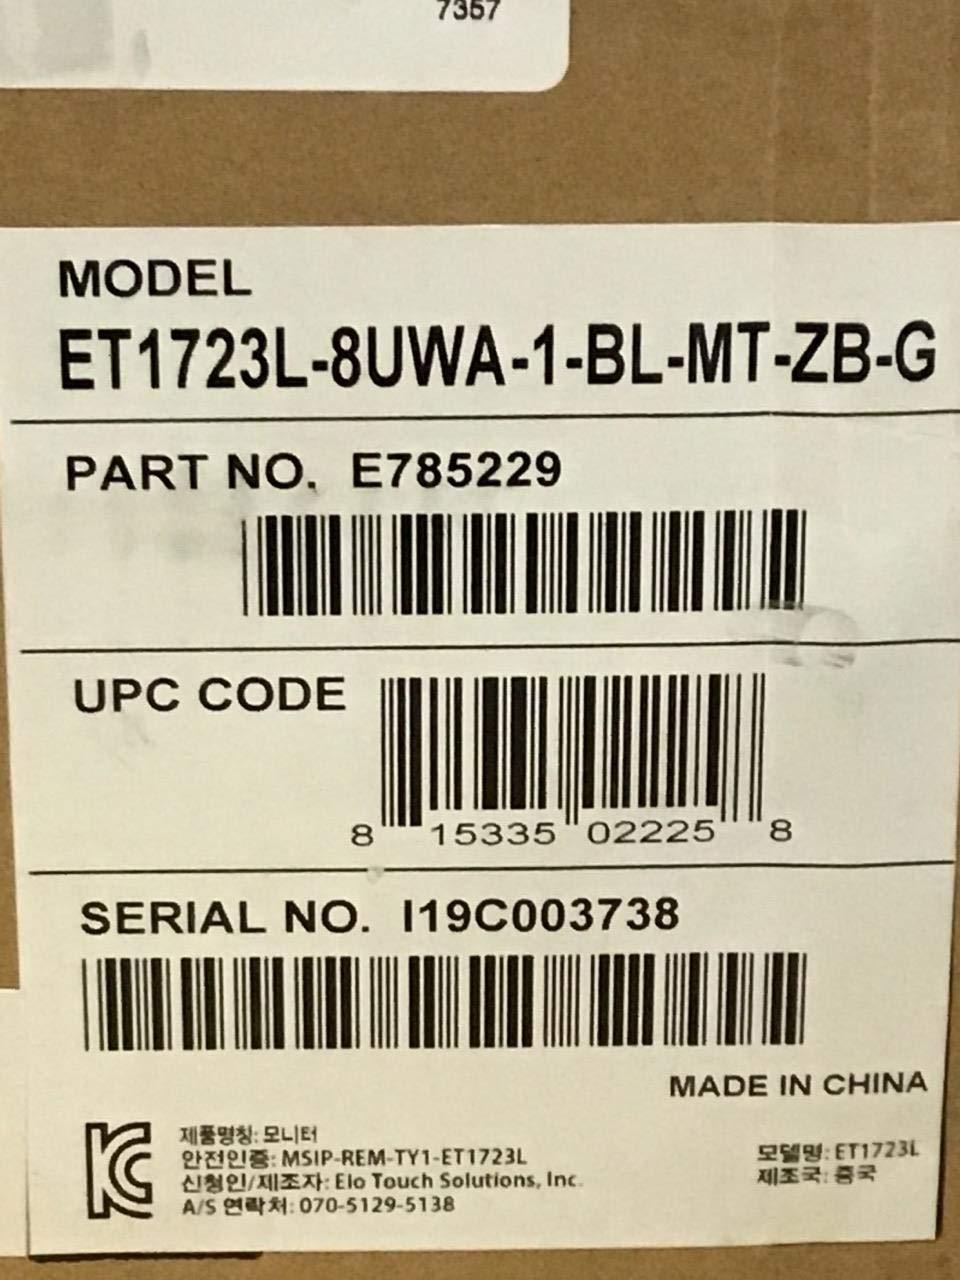 7357
MODEL
ET1723L-8UWA-1-BL-MT-ZB-G
PART NO. E785229
UPC CODE
8 15335 02225 8
SERIAL NO. I19C003738
MADE IN CHINA
제품명칭: 모니터
안전인증: MSIP-REM-TY1-ET1723L
신청인/제조자: Elo Touch Solutions, Inc.
A/S 연락처: 070-5129-5138
모델명: ET1723L
제조국: 중국